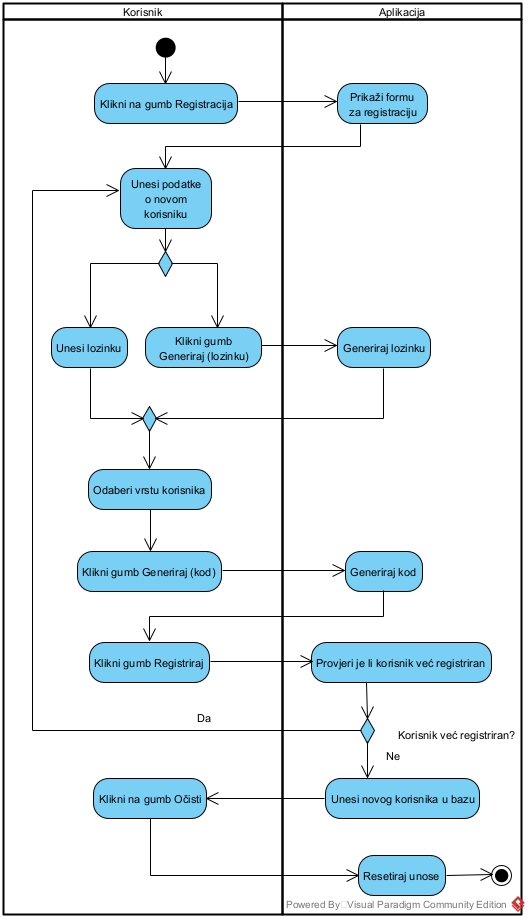 Korisnik
Aplikacija
Klikni na gumb Registracija
Prikaži formu
za registraciju
Unesi podatke
o novom
korisniku
Unesi lozinku
Klikni gumb
Generiraj (lozinku)
Generiraj lozinku
Odaberi vrstu korisnika
Klikni gumb Generiraj (kod)
Generiraj kod
Klikni gumb Registriraj
Provjeri je li korisnik već registriran
Da
Korisnik već registriran?
Ne
Klikni na gumb Očisti
Unesi novog korisnika u bazu
Resetiraj unose
Powered By Visual Paradigm Community Edition